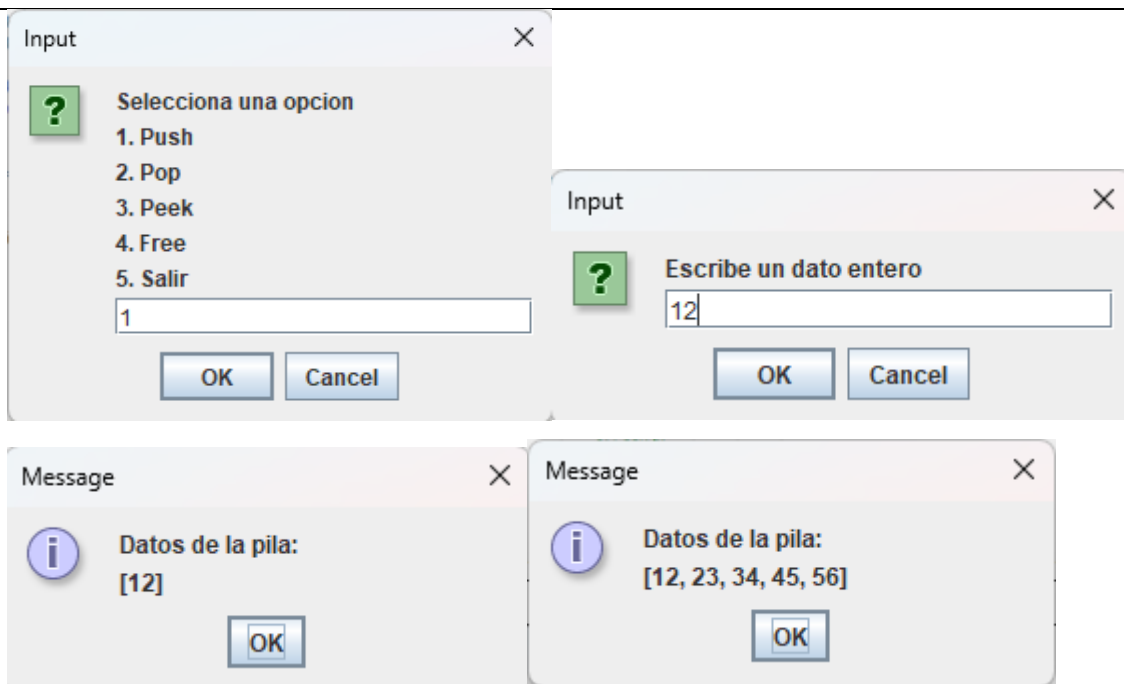 Input
Selecciona una opcion
1. Push
2. Pop
3. Peek
4. Free
5. Salir
1
OK Cancel
Input
Escribe un dato entero
12
OK Cancel
Message
Datos de la pila:
[12]
OK
Message
Datos de la pila:
[12, 23, 34, 45, 56]
OK